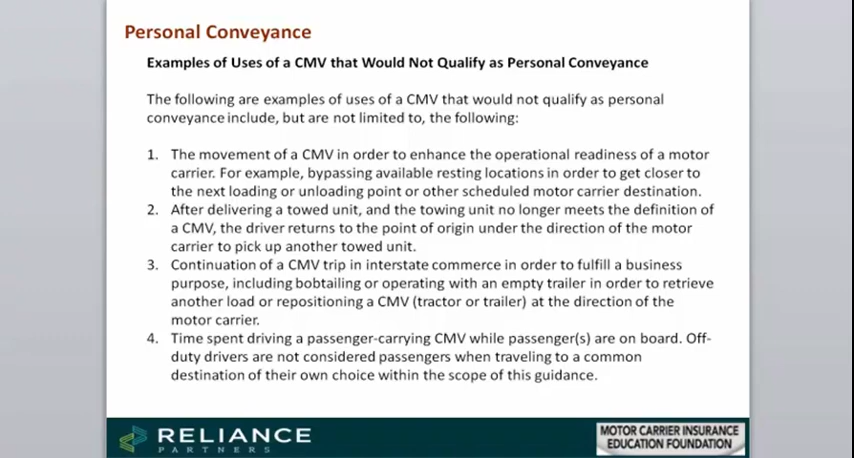 Personal Conveyance
Examples of Uses of a CMV that Would Not Qualify as Personal Conveyance
The following are examples of uses of a CMV that would not qualify as personal
conveyance include, but are not limited to, the following:
1. The movement of a CMV in order to enhance the operational readiness of a motor
carrier. For example, bypassing available resting locations in order to get closer to
the next loading or unloading point or other scheduled motor carrier destination.
2. After delivering a towed unit, and the towing unit no longer meets the definition of
a CMV, the driver returns to the point of origin under the direction of the motor
carrier to pick up another towed unit.
3. Continuation of a CMV trip in interstate commerce in order to fulfill a business
purpose, including bobtailing or operating with an empty trailer in order to retrieve
another load or repositioning a CMV (tractor or trailer) at the direction of the
motor carrier.
4. Time spent driving a passenger-carrying CMV while passenger(s) are on board. Off-
duty drivers are not considered passengers when traveling to a common
destination of their own choice within the scope of this guidance.
RELIANCE
PARTNERS
MOTOR CARRIER INSURANCE
EDUCATION FOUNDATION